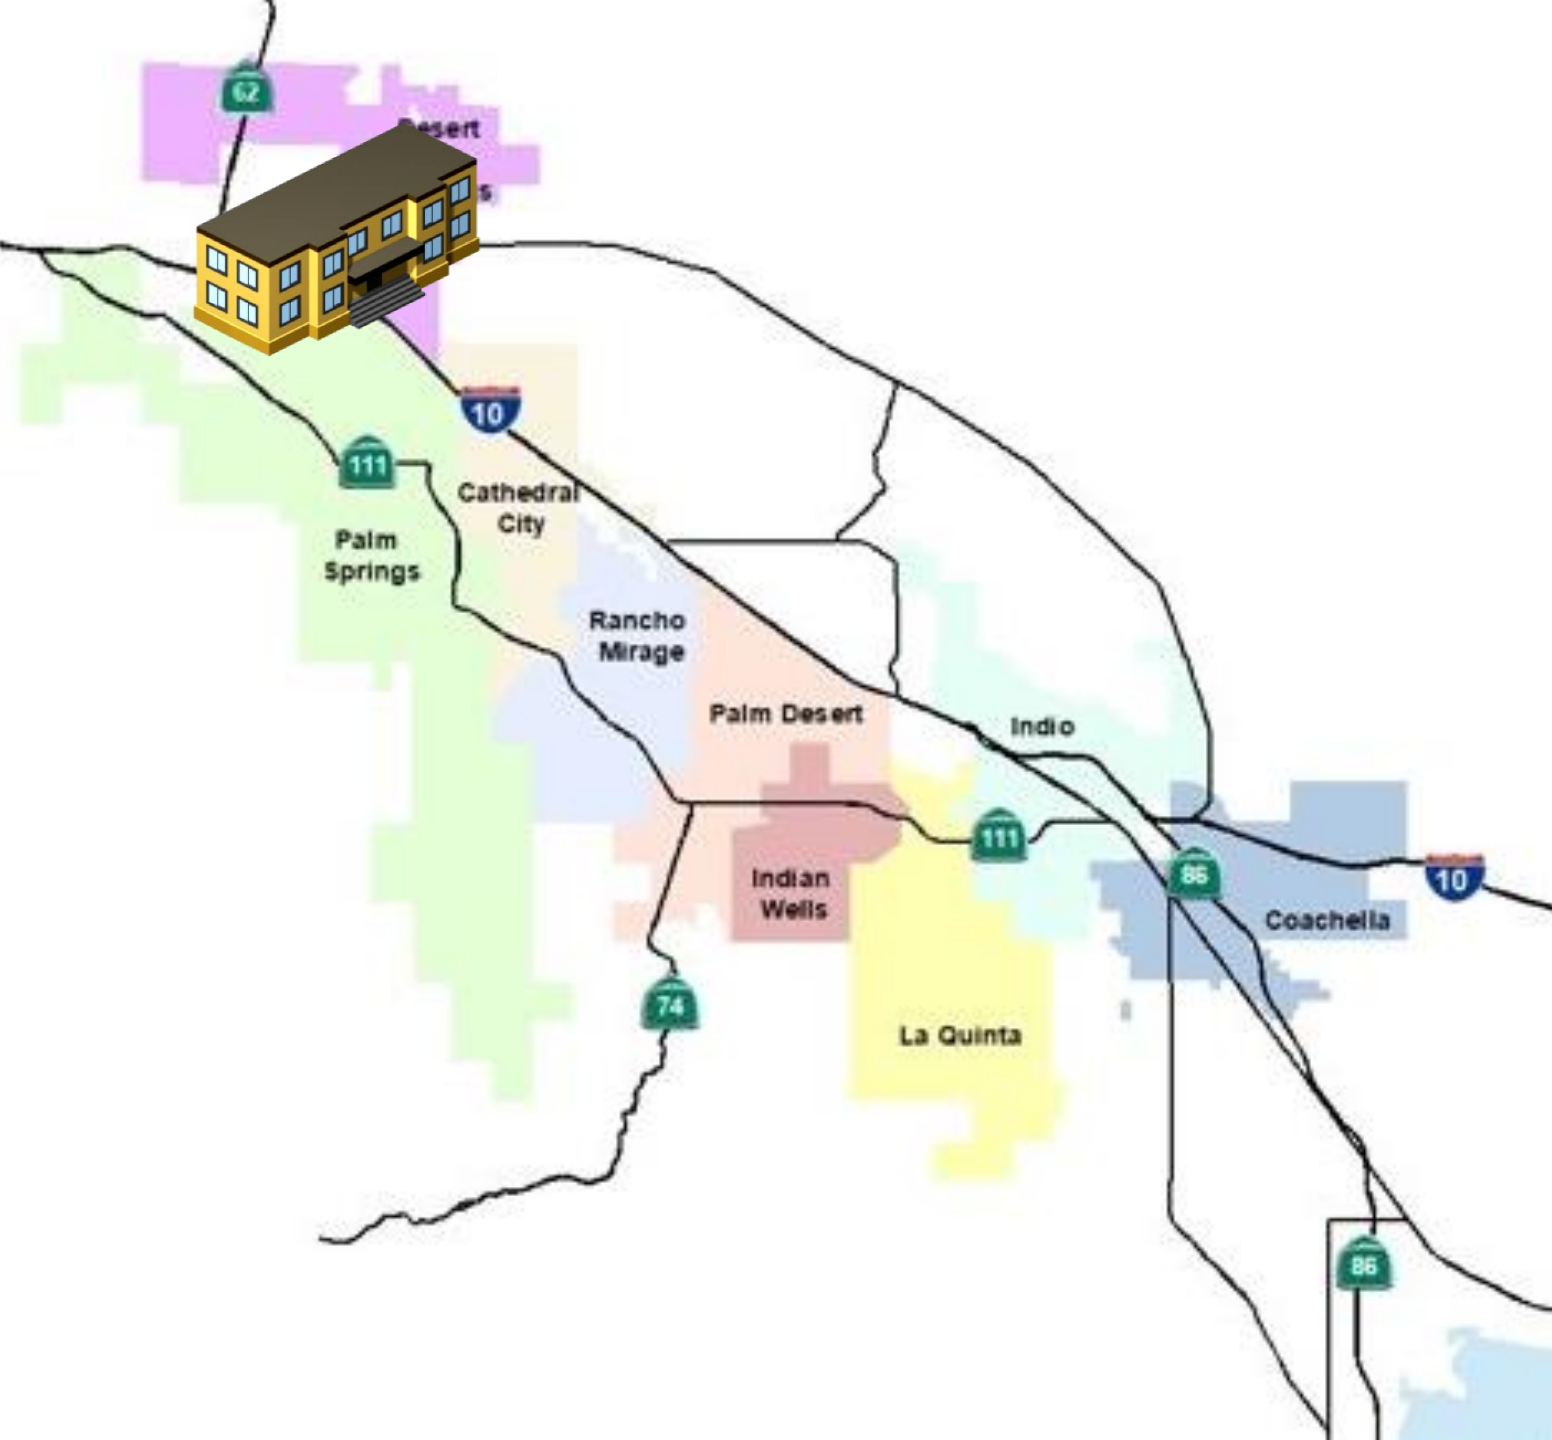 62
Desert
10
111
Cathedral
City
Palm
Springs
Rancho
Mirage
Palm Desert
Indio
111
86
10
Indian
Wells
Coachella
74
La Quinta
86